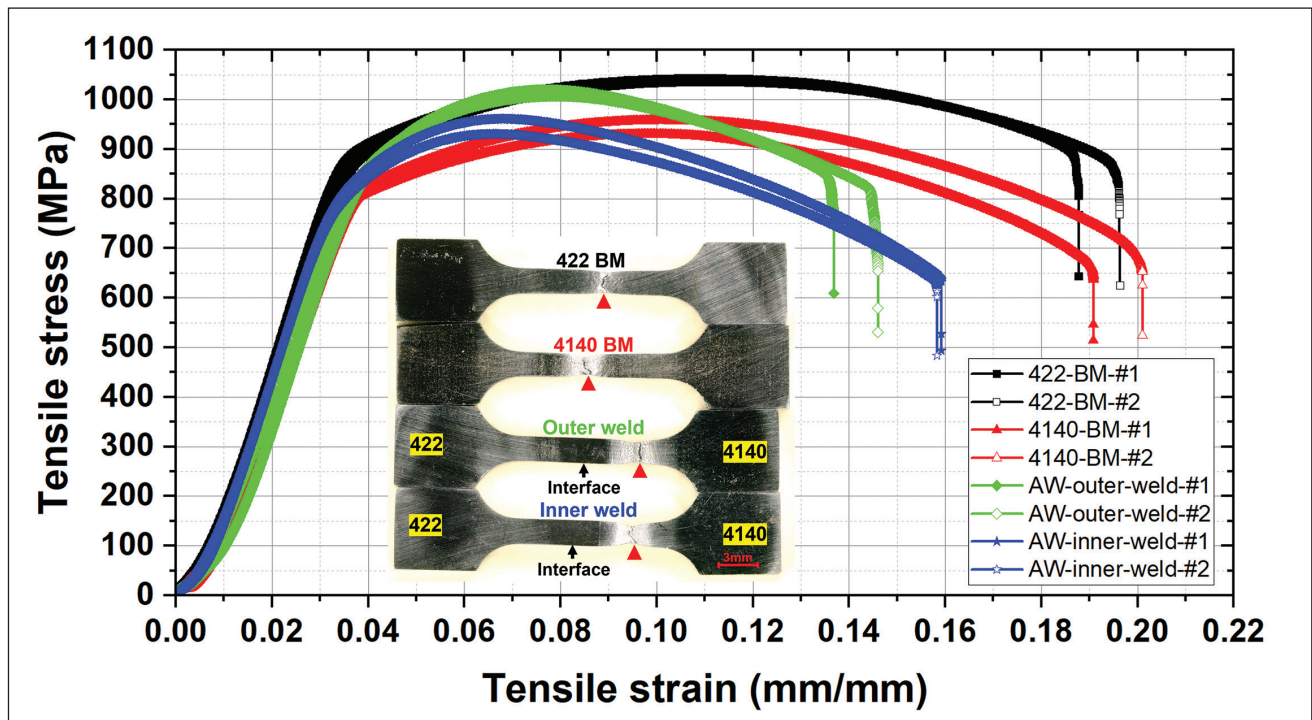 1100
1000
900
800
700
600
500
400
300
200
100
0
Tensile stress (MPa)
422 BM
4140 BM
Outer weld
422
4140
Interface
Inner weld
422
4140
3mm
Interface
422-BM-#1
422-BM-#2
4140-BM-#1
4140-BM-#2
AW-outer-weld-#1
AW-outer-weld-#2
AW-inner-weld-#1
AW-inner-weld-#2
0.00 0.02 0.04 0.06 0.08 0.10 0.12 0.14 0.16 0.18 0.20 0.22
Tensile strain (mm/mm)